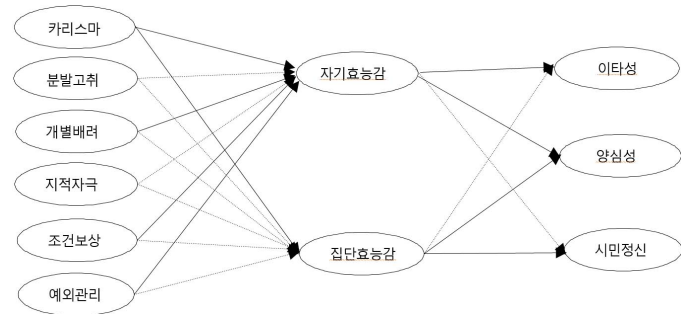 카리스마
분발고취
개별배려
지적자극
조건보상
예외관리
자기효능감
집단효능감
이타성
양심성
시민정신